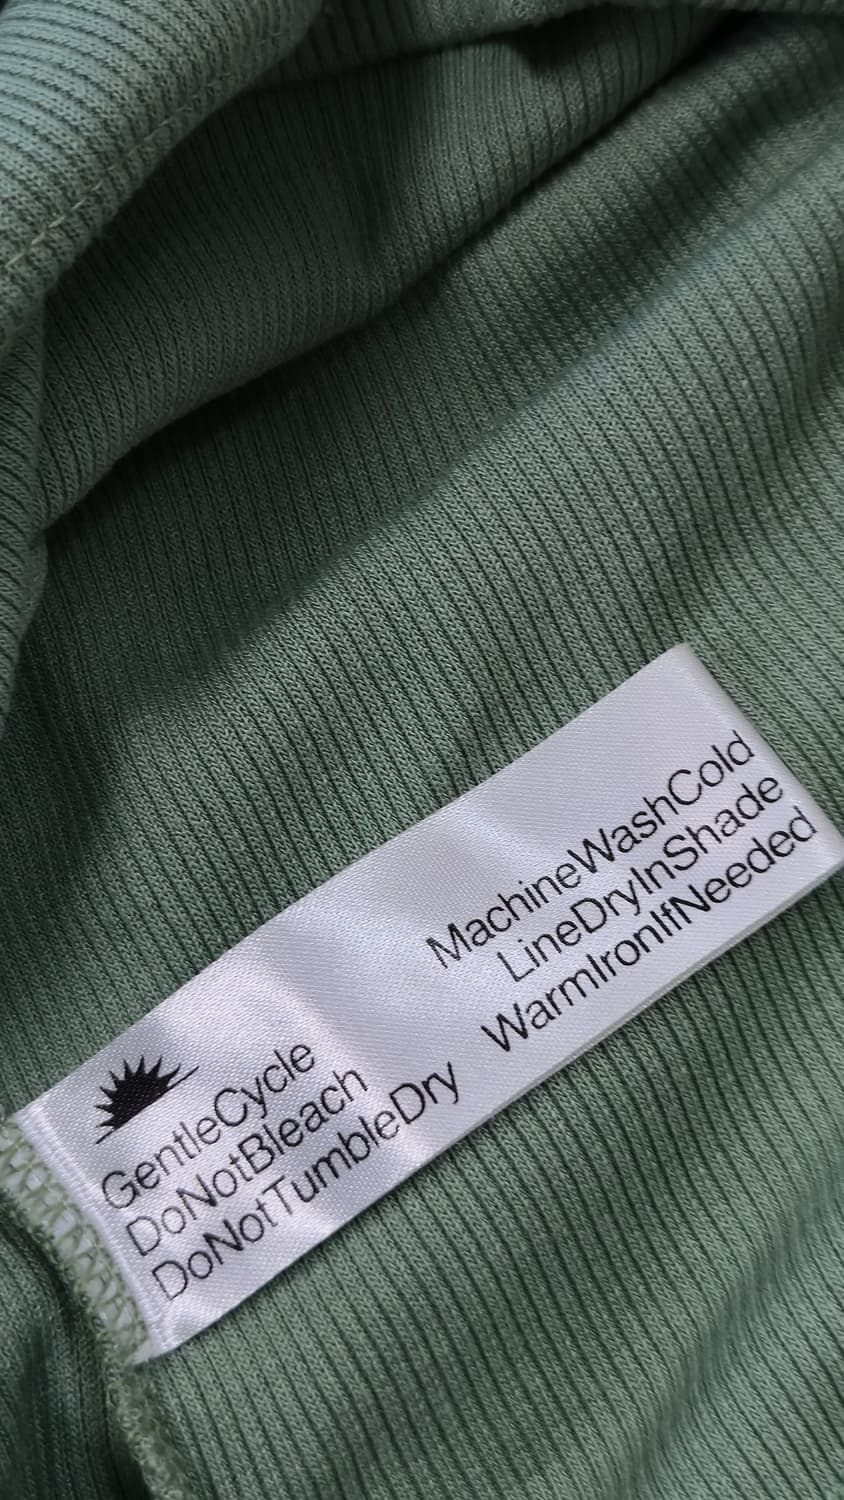 MachineWashCold
LineDryInShade
WarmIronIfNeeded
GentleCycle
DoNotBleach
DoNotTumbleDry